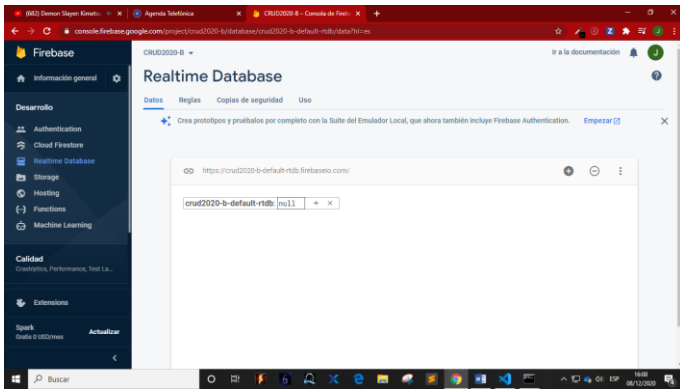 (682) Demon Slayer: Kimetsu
Agenda Telefónica
CRUD2020-B - Consola de Fireb
console.firebase.google.com/project/crud2020-b/database/crud2020-b-default-rtdb/data?hl=es
Firebase
CRUD2020-B
Ir a la documentación
J
Información general
Realtime Database
Desarrollo
Datos
Reglas
Copias de seguridad
Uso
Crea prototipos y pruébalos por completo con la Suite del Emulador Local, que ahora también incluye Firebase Authentication.
Empezar
Authentication
Cloud Firestore
Realtime Database
Storage
Hosting
Functions
Machine Learning
https://crud2020-b-default-rtdb.firebaseio.com/
crud2020-b-default-rtdb: null
Calidad
Crashlytics, Performance, Test La...
Extensions
Spark
Gratis 0 USD/mes
Actualizar
Buscar
ESP
16:00
08/12/2020